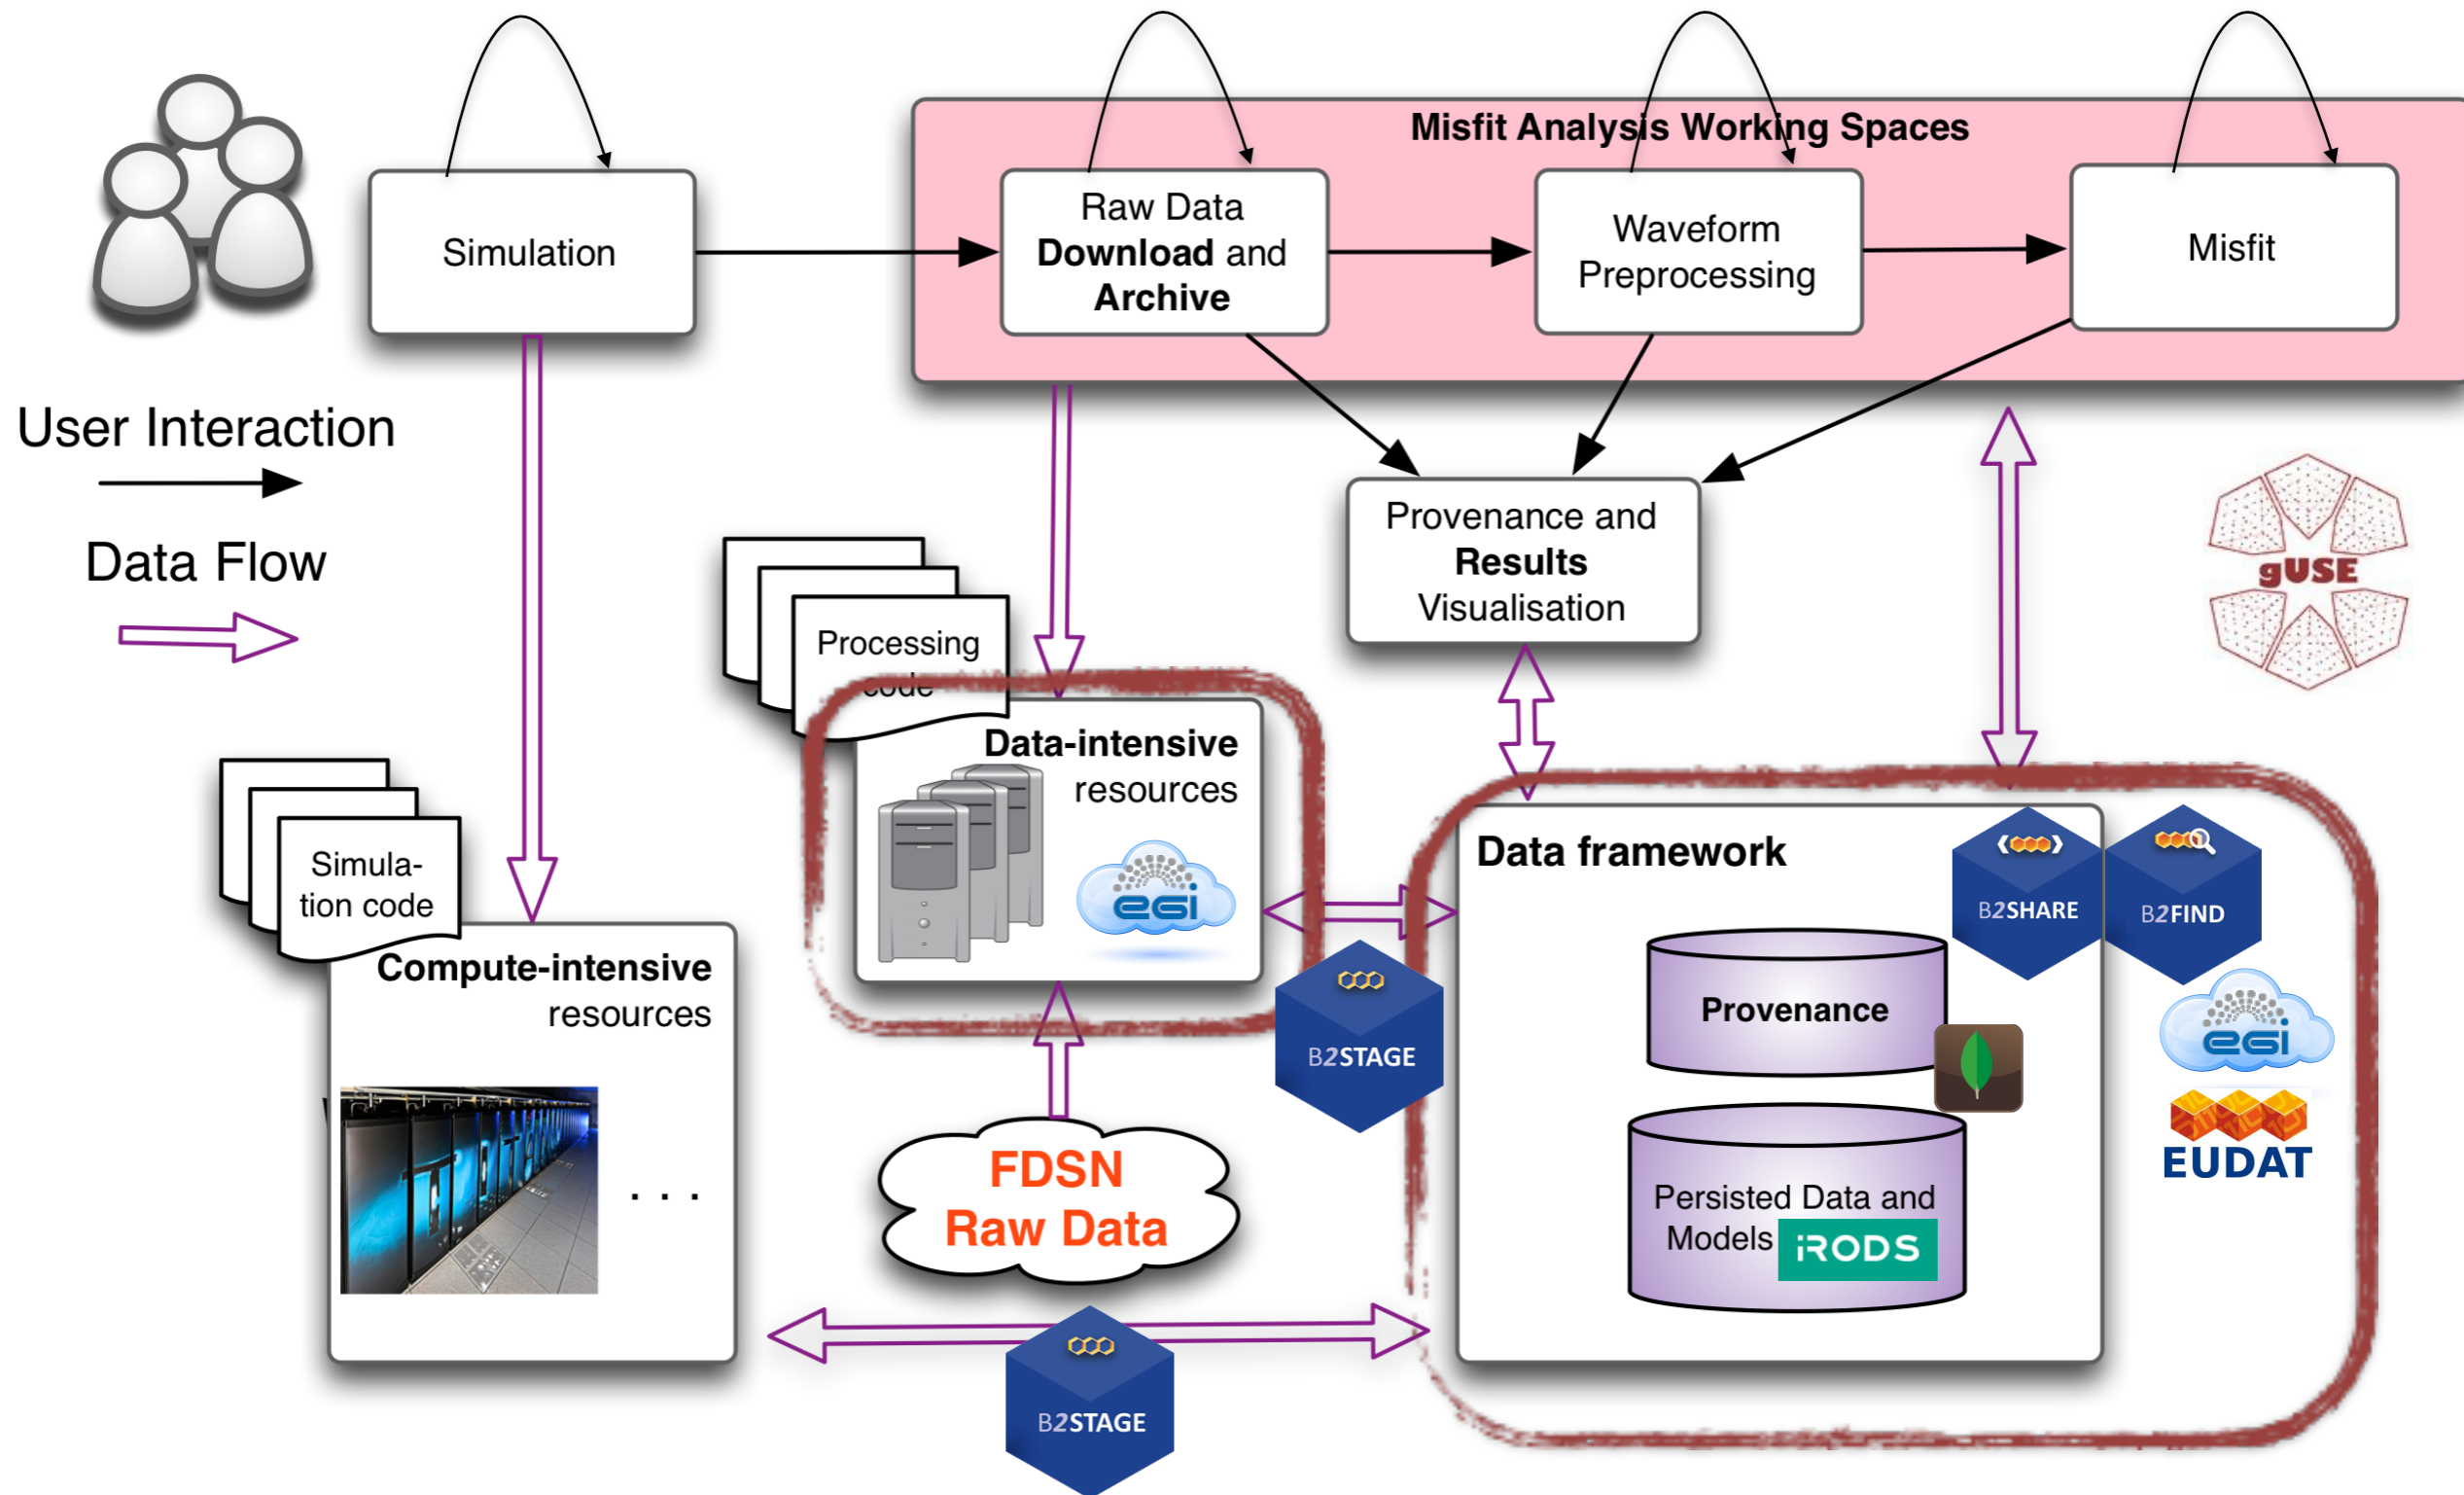 Misfit Analysis Working Spaces
Simulation
Raw Data
Download and
Archive
Waveform
Preprocessing
Misfit
User Interaction
Data Flow
Provenance and
Results
Visualisation
gUSE
Processing
code
Data-intensive
resources
egi
Simula-
tion code
Compute-intensive
resources
TITAN
. . .
FDSN
Raw Data
B2STAGE
B2STAGE
Data framework
B2SHARE
B2FIND
Provenance
egi
EUDAT
Persisted Data and
Models
iRODS